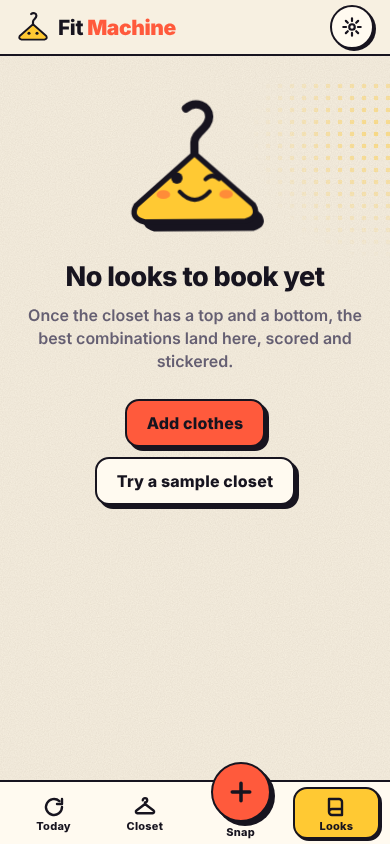 Fit Machine
No looks to book yet
Once the closet has a top and a bottom, the
best combinations land here, scored and
stickered.
Add clothes
Try a sample closet
Today
Closet
Snap
Looks